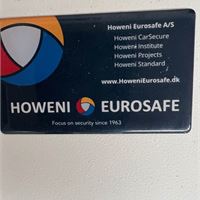 Howeni Eurosafe A/S
Howeni CarSecure
Howeni Institute
Howeni Projects
Howeni Standard
www.HoweniEurosafe.dk
HOWENI EUROSAFE
Focus on security since 1963